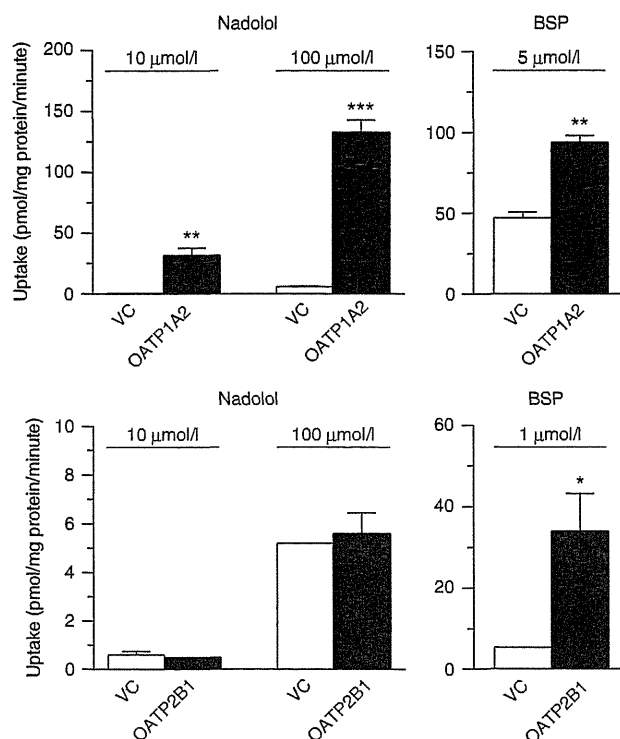 Nadolol
BSP
10 μmol/l
100 μmol/l
5 μmol/l
Uptake (pmol/mg protein/minute)
200
150
100
50
0
**
***
VC
OATP1A2
VC
OATP1A2
150
100
50
0
**
VC
OATP1A2
Nadolol
BSP
10 μmol/l
100 μmol/l
1 μmol/l
Uptake (pmol/mg protein/minute)
10
8
6
4
2
0
VC
OATP2B1
VC
OATP2B1
60
40
20
0
*
VC
OATP2B1